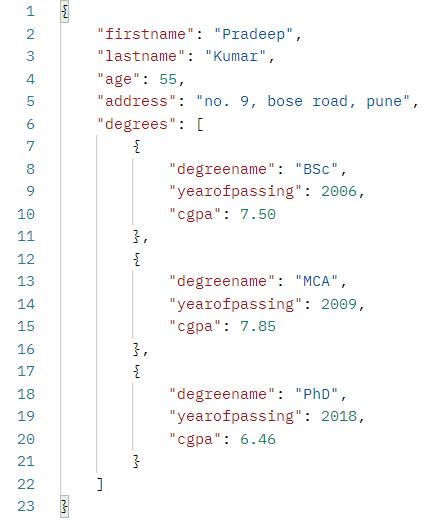 1 {
2     "firstname": "Pradeep",
3     "lastname": "Kumar",
4     "age": 55,
5     "address": "no. 9, bose road, pune",
6     "degrees": [
7         {
8             "degreename": "BSc",
9             "yearofpassing": 2006,
10             "cgpa": 7.50
11         },
12         {
13             "degreename": "MCA",
14             "yearofpassing": 2009,
15             "cgpa": 7.85
16         },
17         {
18             "degreename": "PhD",
19             "yearofpassing": 2018,
20             "cgpa": 6.46
21         }
22     ]
23 }